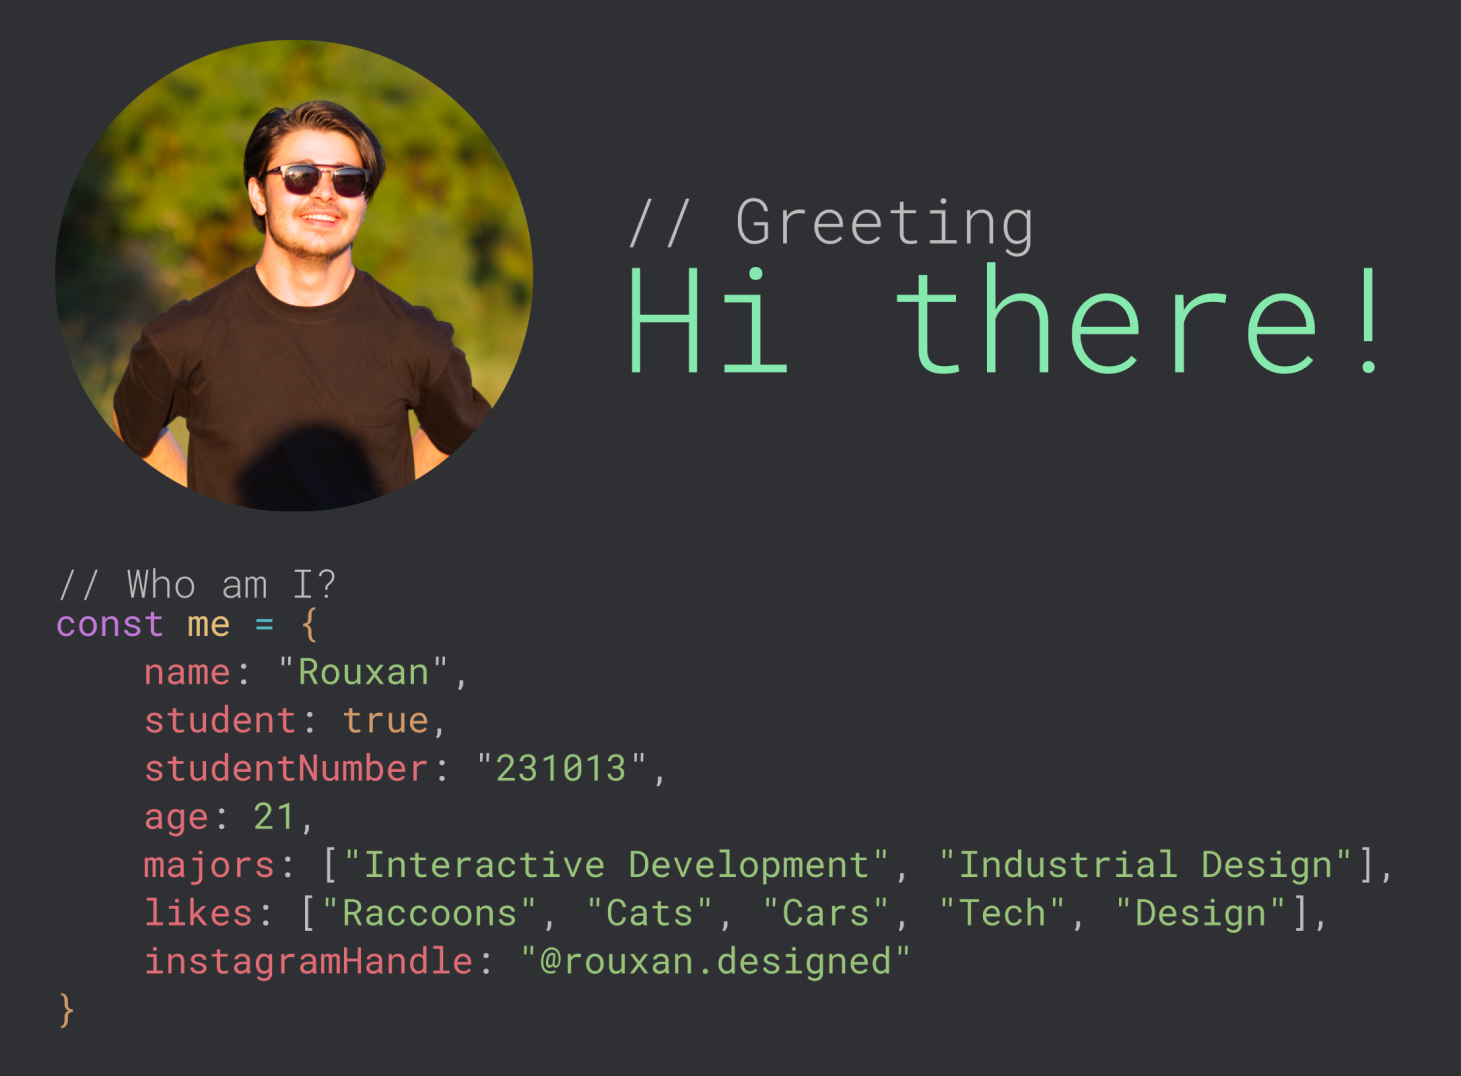 // Greeting
Hi there!
// Who am I?
const me = {
name: "Rouxan",
student: true,
studentNumber: "231013",
age: 21,
majors: ["Interactive Development", "Industrial Design"],
likes: ["Raccoons", "Cats", "Cars", "Tech", "Design"],
instagramHandle: "@rouxan.designed"
}